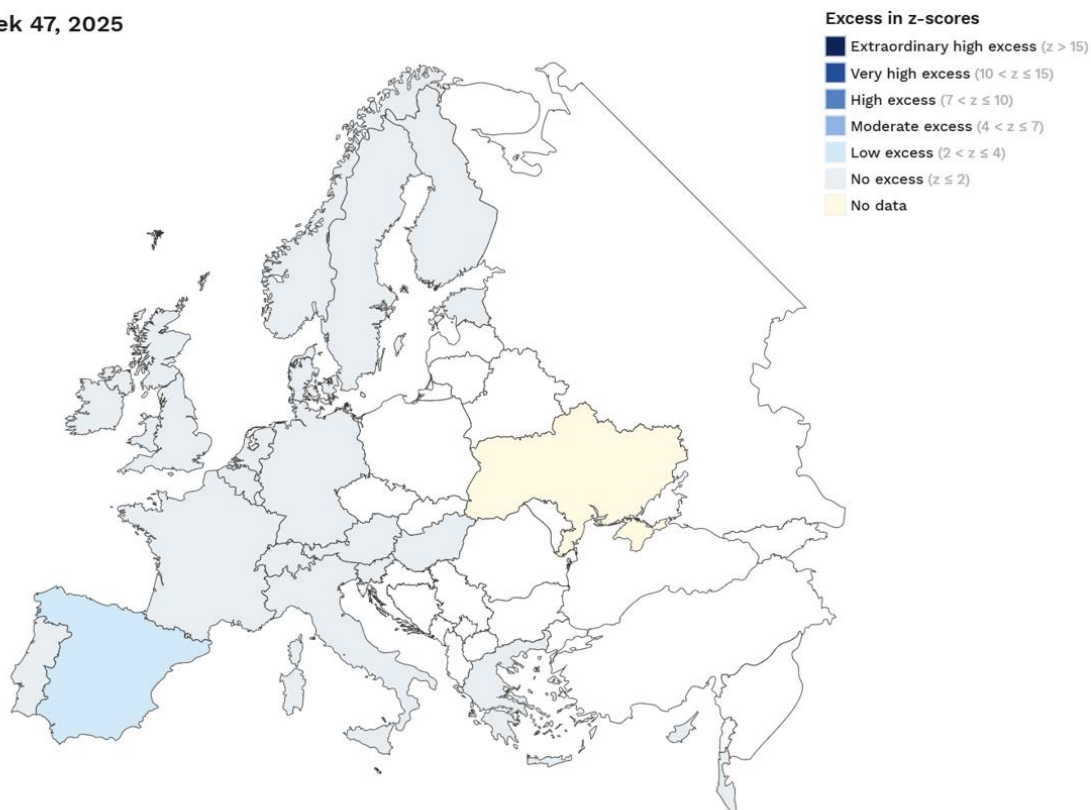 ek 47, 2025
Excess in z-scores
Extraordinary high excess (z > 15)
Very high excess (10 < z ≤ 15)
High excess (7 < z ≤ 10)
Moderate excess (4 < z ≤ 7)
Low excess (2 < z ≤ 4)
No excess (z ≤ 2)
No data